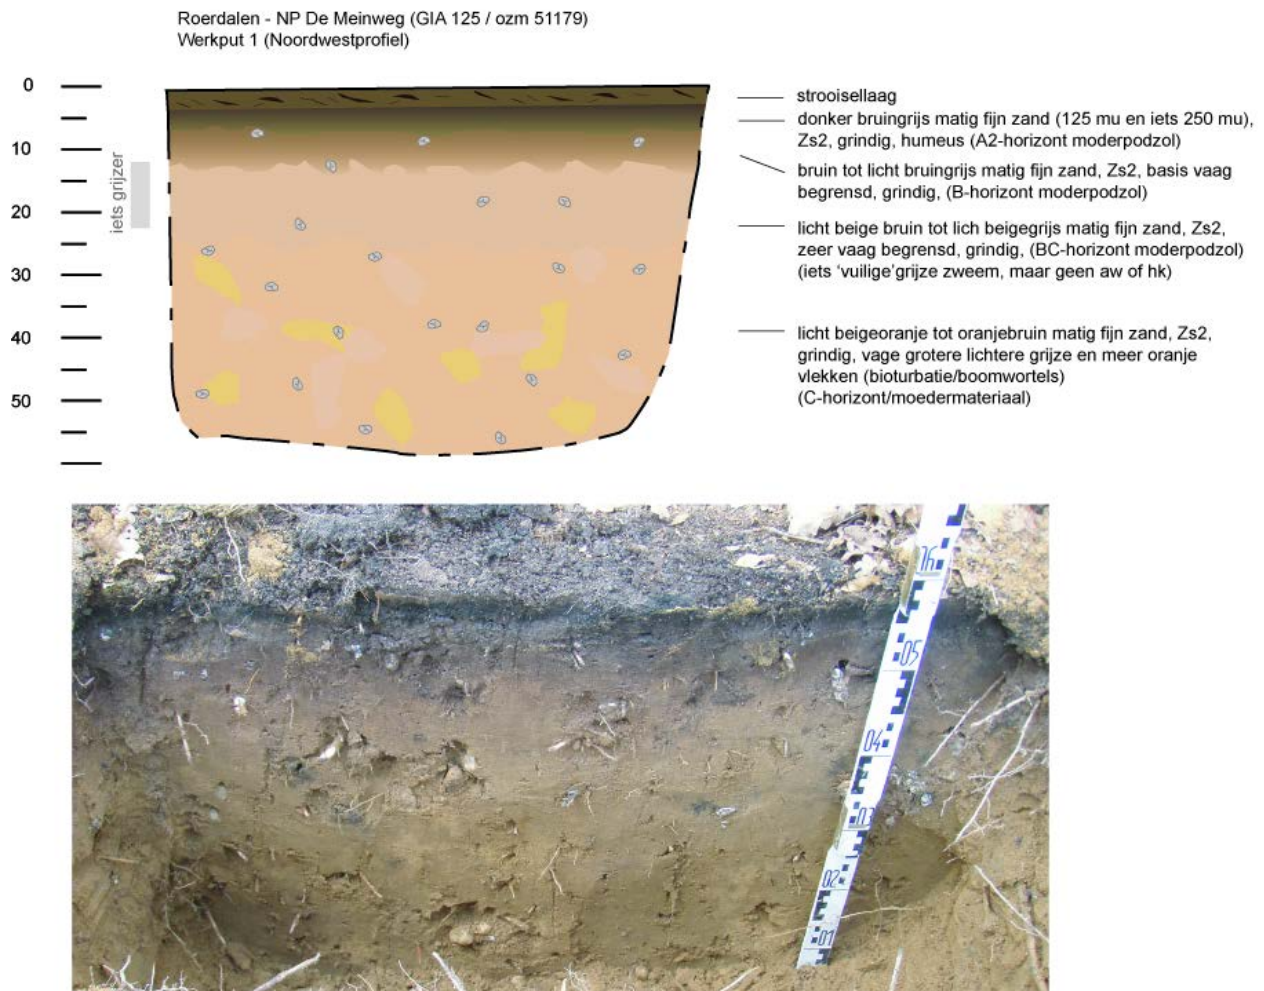 Roerdalen - NP De Meinweg (GIA 125 / ozm 51179)
Werkput 1 (Noordwestprofiel)
0
10
20
30
40
50
iets grijzer
strooisellaag
donker bruingrijs matig fijn zand (125 mu en iets 250 mu),
Zs2, grindig, humeus (A2-horizont moderpodzol)
bruin tot licht bruingrijs matig fijn zand, Zs2, basis vaag
begrensd, grindig, (B-horizont moderpodzol)
licht beige bruin tot lich beigegrijs matig fijn zand, Zs2,
zeer vaag begrensd, grindig, (BC-horizont moderpodzol)
(iets ‘vuilige’grijze zweem, maar geen aw of hk)
licht beigeoranje tot oranjebruin matig fijn zand, Zs2,
grindig, vage grotere lichtere grijze en meer oranje
vlekken (bioturbatie/boomwortels)
(C-horizont/moedermateriaal)
16
05
04
03
02
01